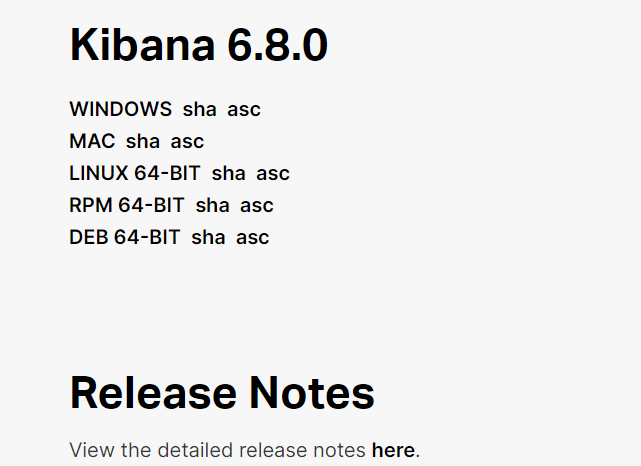 Kibana 6.8.0
WINDOWS sha asc
MAC sha asc
LINUX 64-BIT sha asc
RPM 64-BIT sha asc
DEB 64-BIT sha asc
Release Notes
View the detailed release notes here.